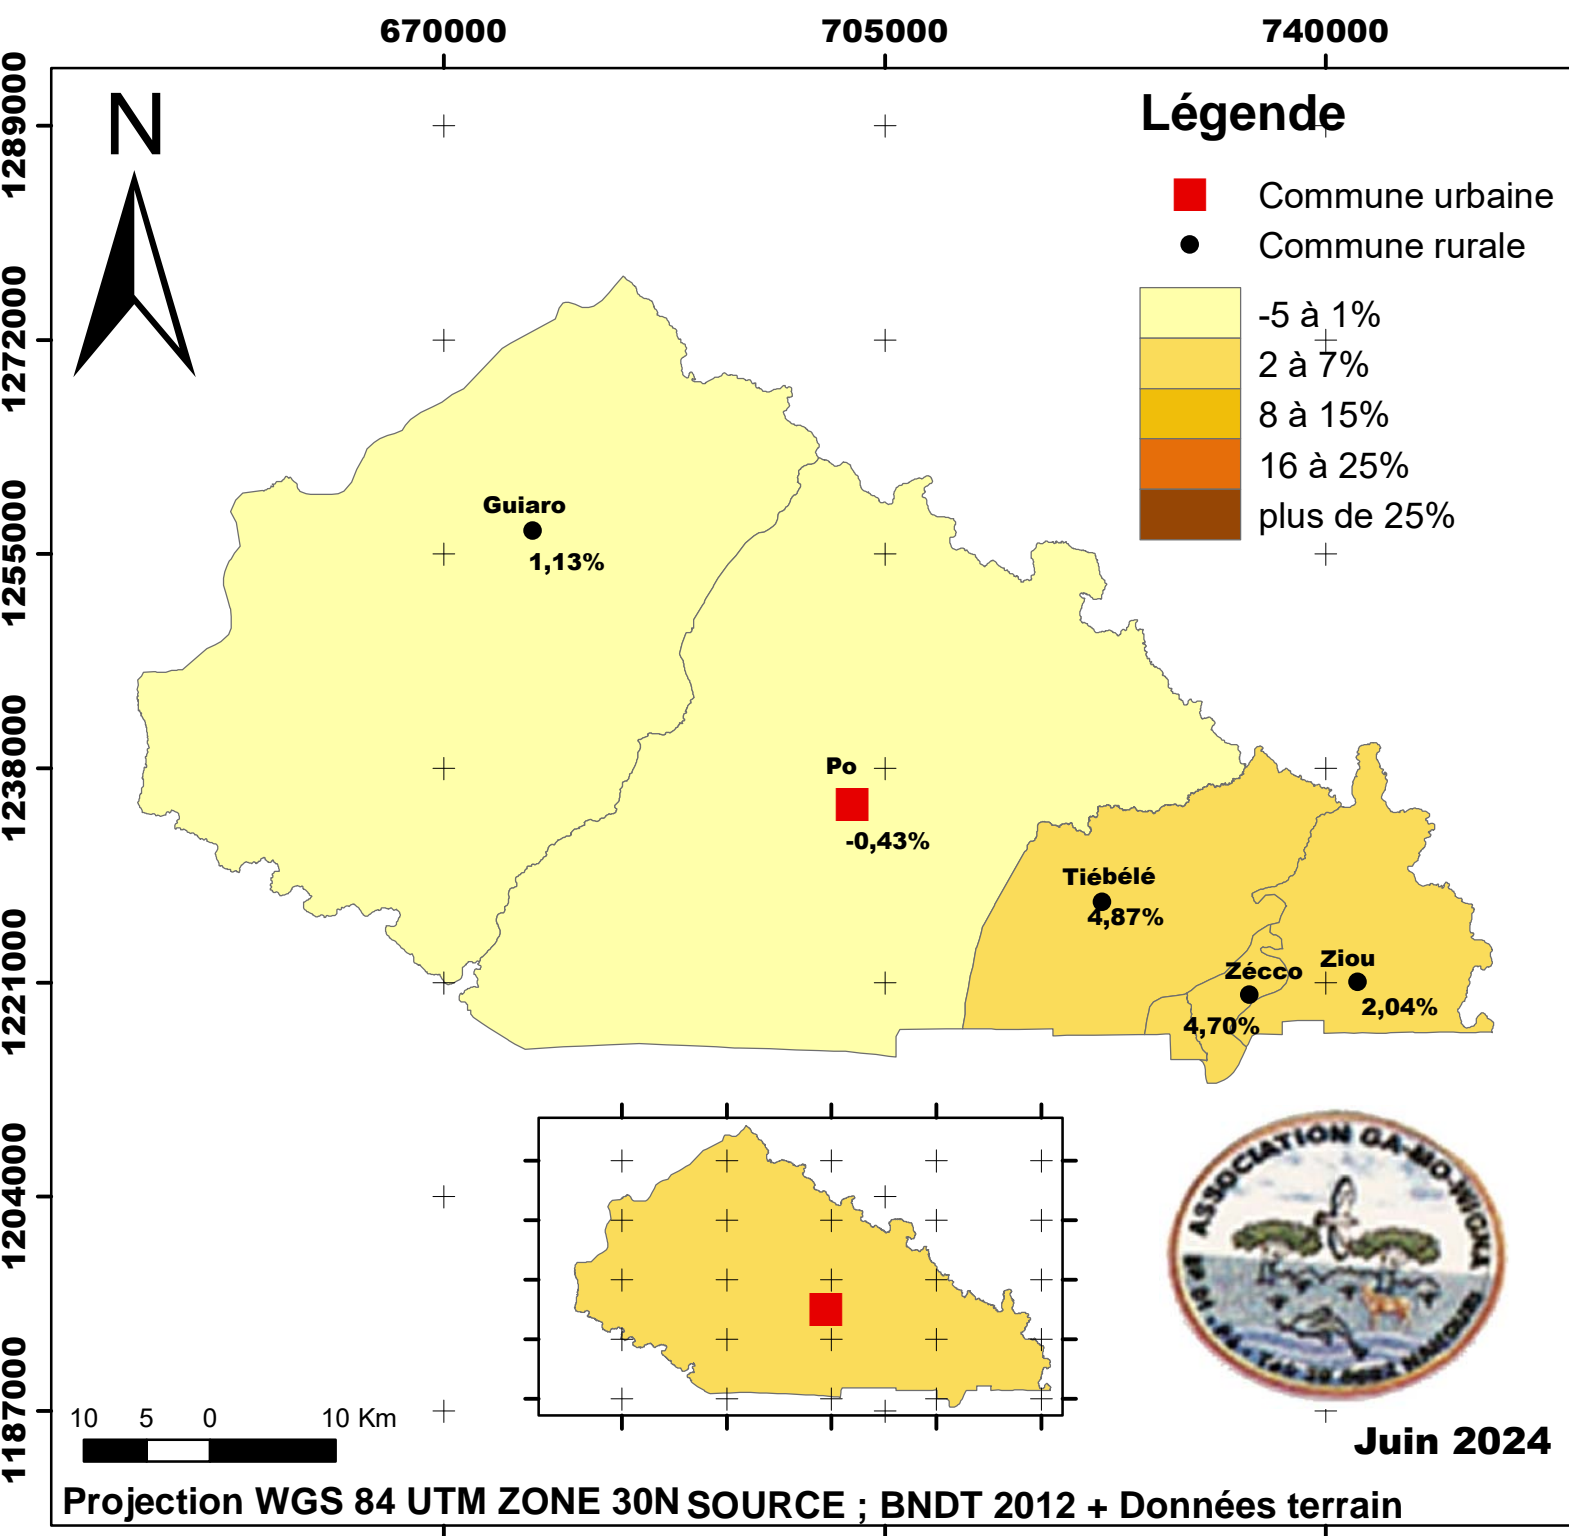 670000 705000 740000
1289000
1272000
1255000
1238000
1221000
1204000
1187000
N
Légende
Commune urbaine
Commune rurale
-5 à 1%
2 à 7%
8 à 15%
16 à 25%
plus de 25%
Guiaro
1,13%
Po
-0,43%
Tiébélé
4,87%
Zécco
4,70%
Ziou
2,04%
ASSOCIATION GA-MO-WIGNA
10 5 0 10 Km
Juin 2024
Projection WGS 84 UTM ZONE 30N SOURCE ; BNDT 2012 + Données terrain